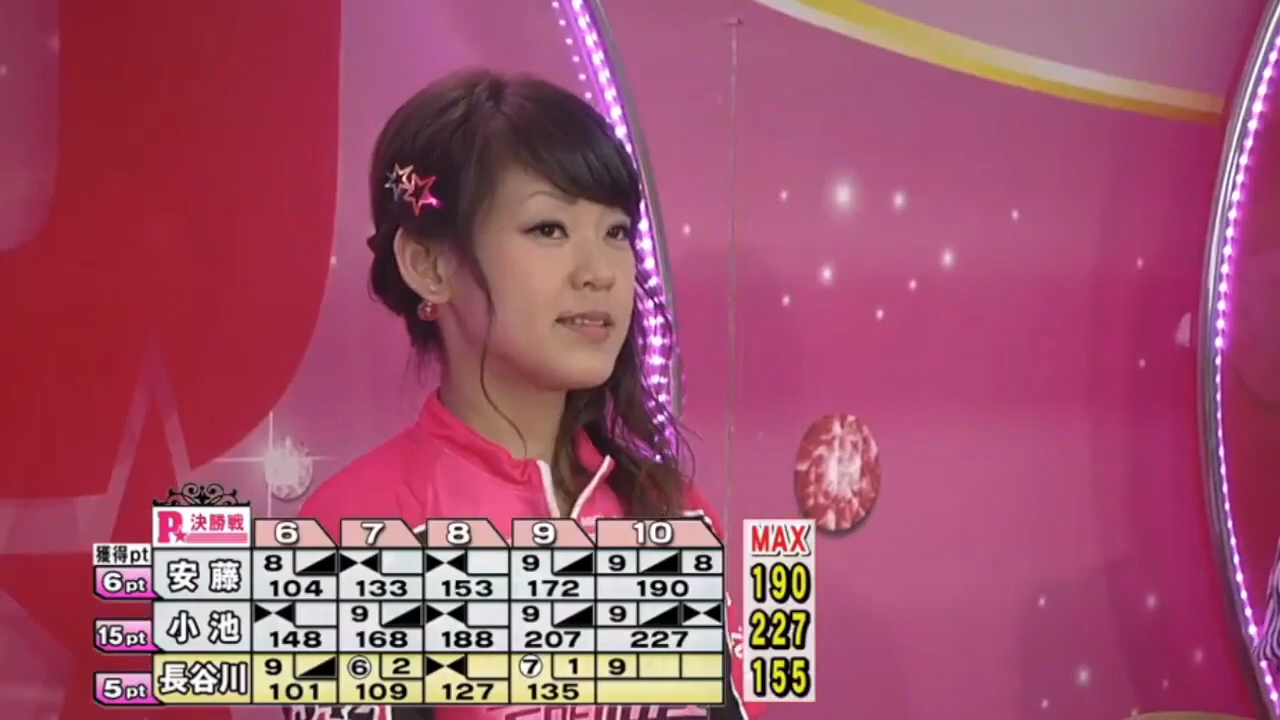 P★決勝戦 6 7 8 9 10 MAX
獲得pt
6pt 安藤 8 9 9 8
104 133 153 172 190 190
15pt 小池 9 9 9
148 168 188 207 227 227
5pt 長谷川 9 ⑥ 2 ⑦ 1 9
101 109 127 135 155